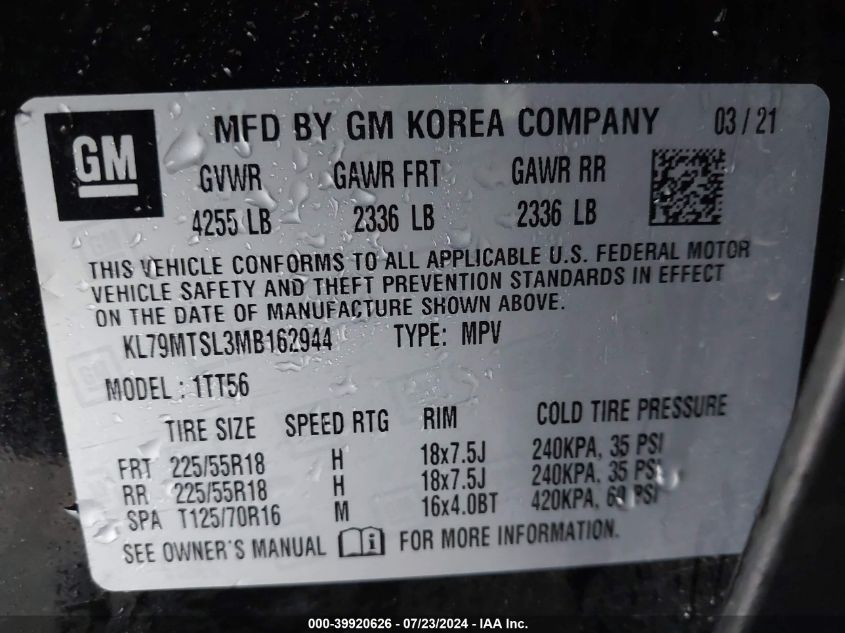 GM
MFD BY GM KOREA COMPANY 03/21
GVWR GAWR FRT GAWR RR
4255 LB 2336 LB 2336 LB
THIS VEHICLE CONFORMS TO ALL APPLICABLE U.S. FEDERAL MOTOR
VEHICLE SAFETY AND THEFT PREVENTION STANDARDS IN EFFECT
ON THE DATE OF MANUFACTURE SHOWN ABOVE.
KL79MTSL3MB162944 TYPE: MPV
MODEL: 1TT56
TIRE SIZE SPEED RTG RIM COLD TIRE PRESSURE
FRT 225/55R18 H 18x7.5J 240KPA, 35 PSI
RR 225/55R18 H 18x7.5J 240KPA, 35 PSI
SPA T125/70R16 M 16x4.0BT 420KPA, 60 PSI
SEE OWNER'S MANUAL i FOR MORE INFORMATION.
000-39920626 - 07/23/2024 - IAA Inc.